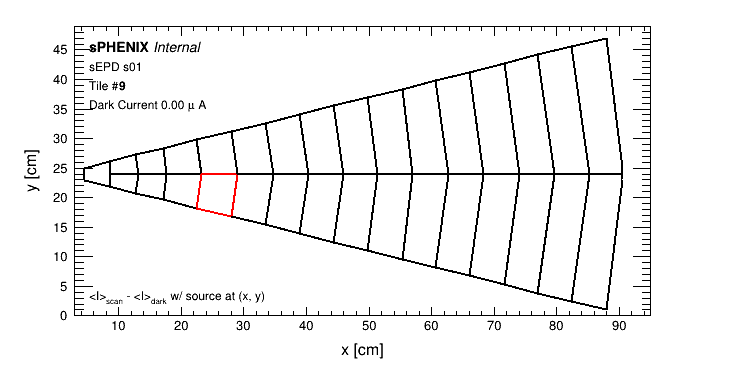 sPHENIX Internal
sEPD s01
Tile #9
Dark Current 0.00 μ A
<I>scan - <I>dark w/ source at (x, y)
y [cm]
45
40
35
30
25
20
15
10
5
0
10 20 30 40 50 60 70 80 90
x [cm]